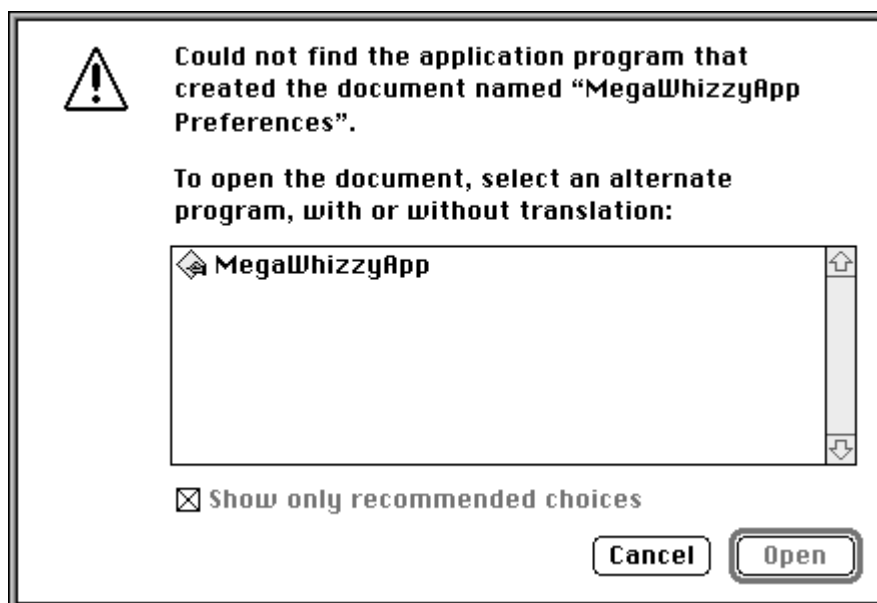 Could not find the application program that
created the document named “MegaWhizzyApp
Preferences”.
To open the document, select an alternate
program, with or without translation:
MegaWhizzyApp
Show only recommended choices
Cancel
Open